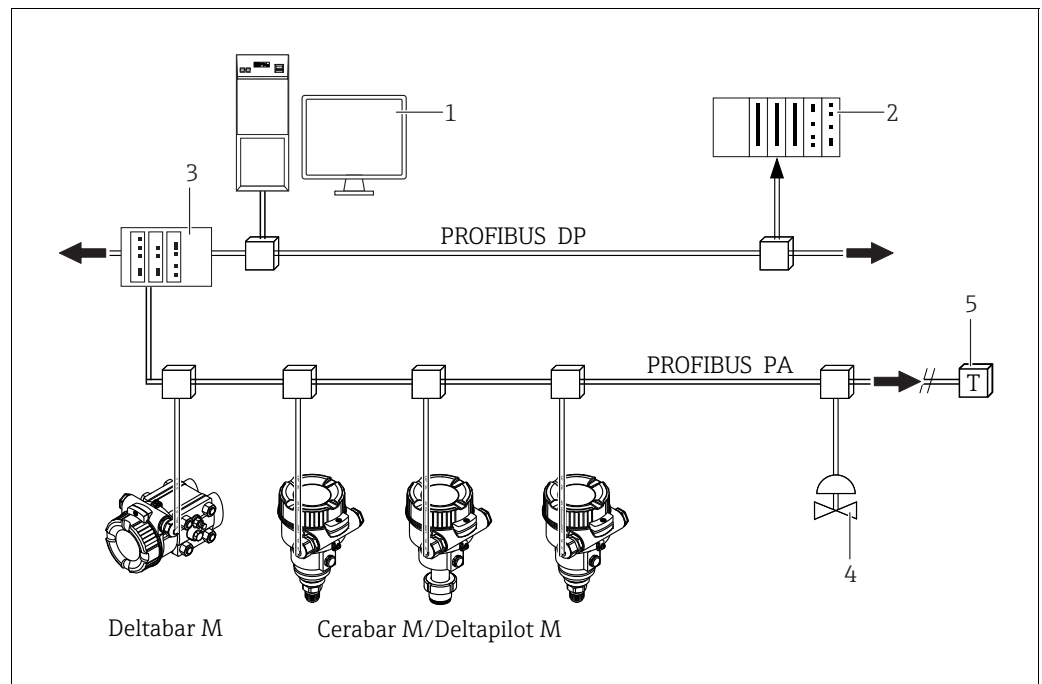 1
2
3
PROFIBUS DP
5
PROFIBUS PA
T
4
Deltabar M
Cerabar M/Deltapilot M